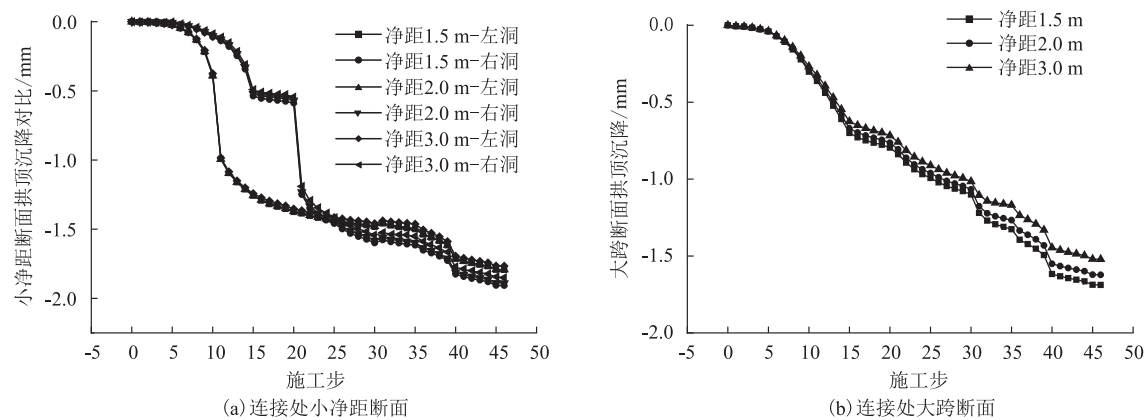 0.0
-0.5
-1.0
-1.5
-2.0
小净距断面拱顶沉降对比/mm
净距1.5 m-左洞
净距1.5 m-右洞
净距2.0 m-左洞
净距2.0 m-右洞
净距3.0 m-左洞
净距3.0 m-右洞
-5 0 5 10 15 20 25 30 35 40 45 50
施工步
(a)连接处小净距断面
0.0
-0.5
-1.0
-1.5
-2.0
大跨断面拱顶沉降/mm
净距1.5 m
净距2.0 m
净距3.0 m
-5 0 5 10 15 20 25 30 35 40 45 50
施工步
(b)连接处大跨断面